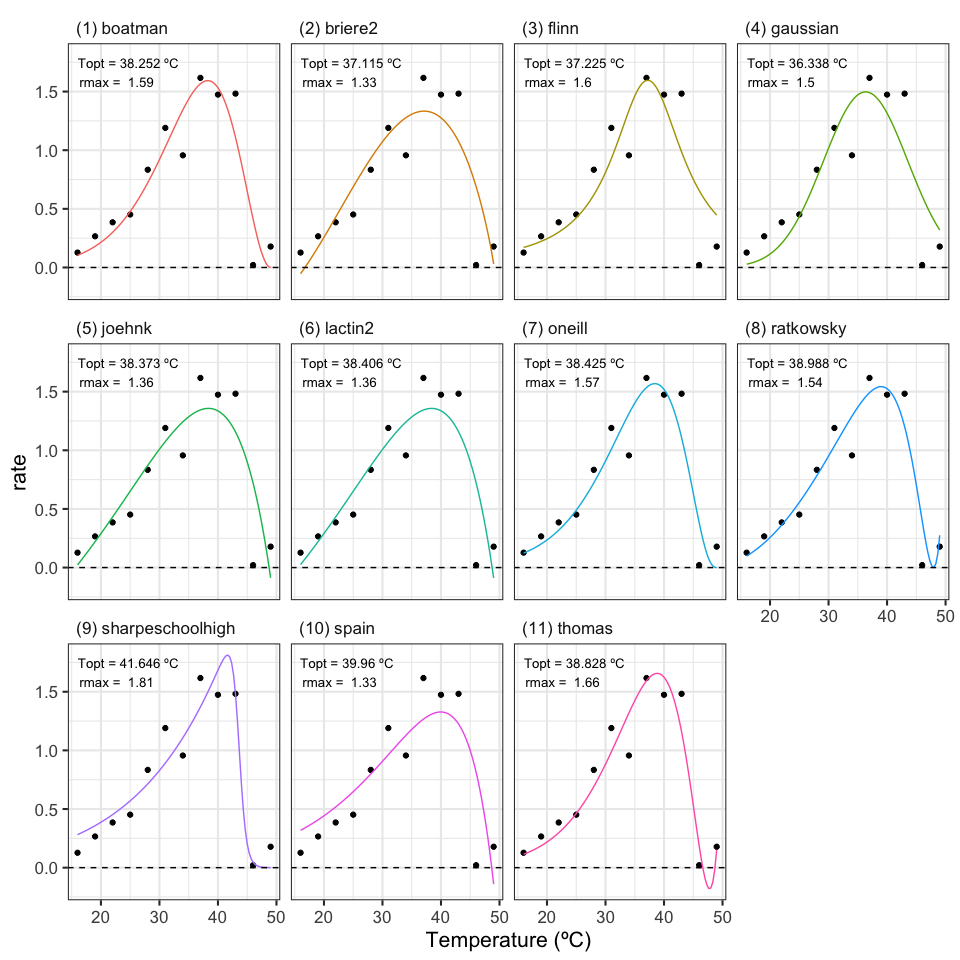 (1) boatman
(2) briere2
(3) flinn
(4) gaussian
Topt = 38.252 ºC
rmax =  1.59
Topt = 37.115 ºC
rmax =  1.33
Topt = 37.225 ºC
rmax =  1.6
Topt = 36.338 ºC
rmax =  1.5
1.5
1.0
0.5
0.0
(5) joehnk
(6) lactin2
(7) oneill
(8) ratkowsky
Topt = 38.373 ºC
rmax =  1.36
Topt = 38.406 ºC
rmax =  1.36
Topt = 38.425 ºC
rmax =  1.57
Topt = 38.988 ºC
rmax =  1.54
1.5
1.0
0.5
0.0
rate
20 30 40 50
(9) sharpeschoolhigh
(10) spain
(11) thomas
Topt = 41.646 ºC
rmax =  1.81
Topt = 39.96 ºC
rmax =  1.33
Topt = 38.828 ºC
rmax =  1.66
1.5
1.0
0.5
0.0
20 30 40 50
20 30 40 50
20 30 40 50
Temperature (ºC)